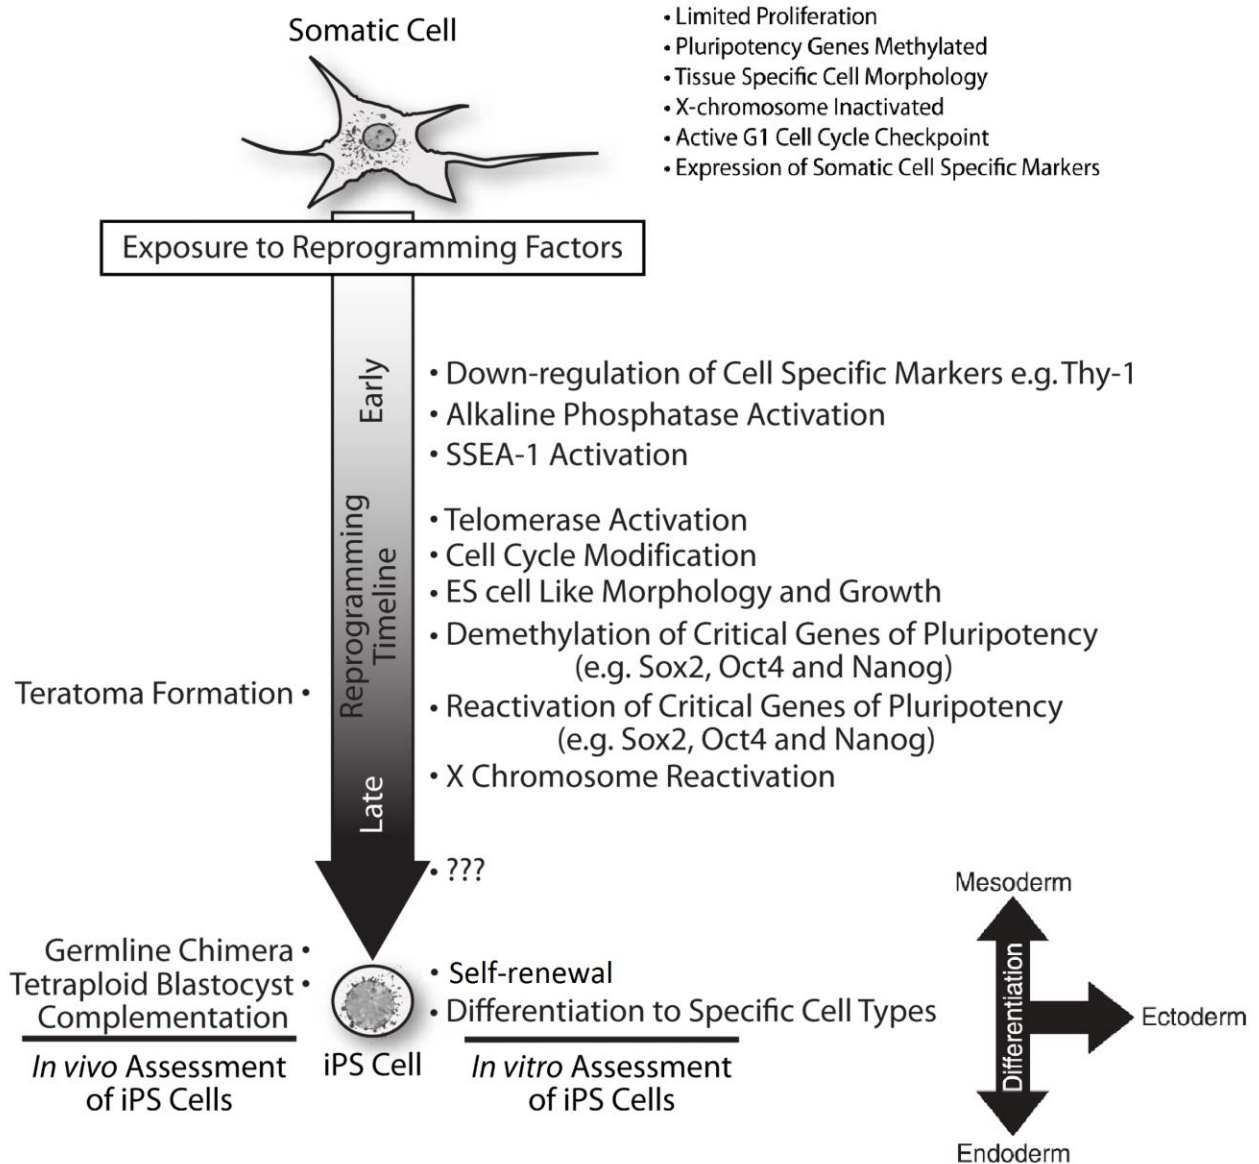 Somatic Cell
• Limited Proliferation
• Pluripotency Genes Methylated
• Tissue Specific Cell Morphology
• X-chromosome Inactivated
• Active G1 Cell Cycle Checkpoint
• Expression of Somatic Cell Specific Markers
Exposure to Reprogramming Factors
Early
• Down-regulation of Cell Specific Markers e.g. Thy-1
• Alkaline Phosphatase Activation
• SSEA-1 Activation
Reprogramming
Timeline
• Telomerase Activation
• Cell Cycle Modification
• ES cell Like Morphology and Growth
• Demethylation of Critical Genes of Pluripotency
(e.g. Sox2, Oct4 and Nanog)
Teratoma Formation •
• Reactivation of Critical Genes of Pluripotency
(e.g. Sox2, Oct4 and Nanog)
• X Chromosome Reactivation
Late
• ???
Germline Chimera •
Tetraploid Blastocyst •
Complementation
In vivo Assessment
of iPS Cells
iPS Cell
• Self-renewal
• Differentiation to Specific Cell Types
In vitro Assessment
of iPS Cells
Mesoderm
Differentiation
Ectoderm
Endoderm